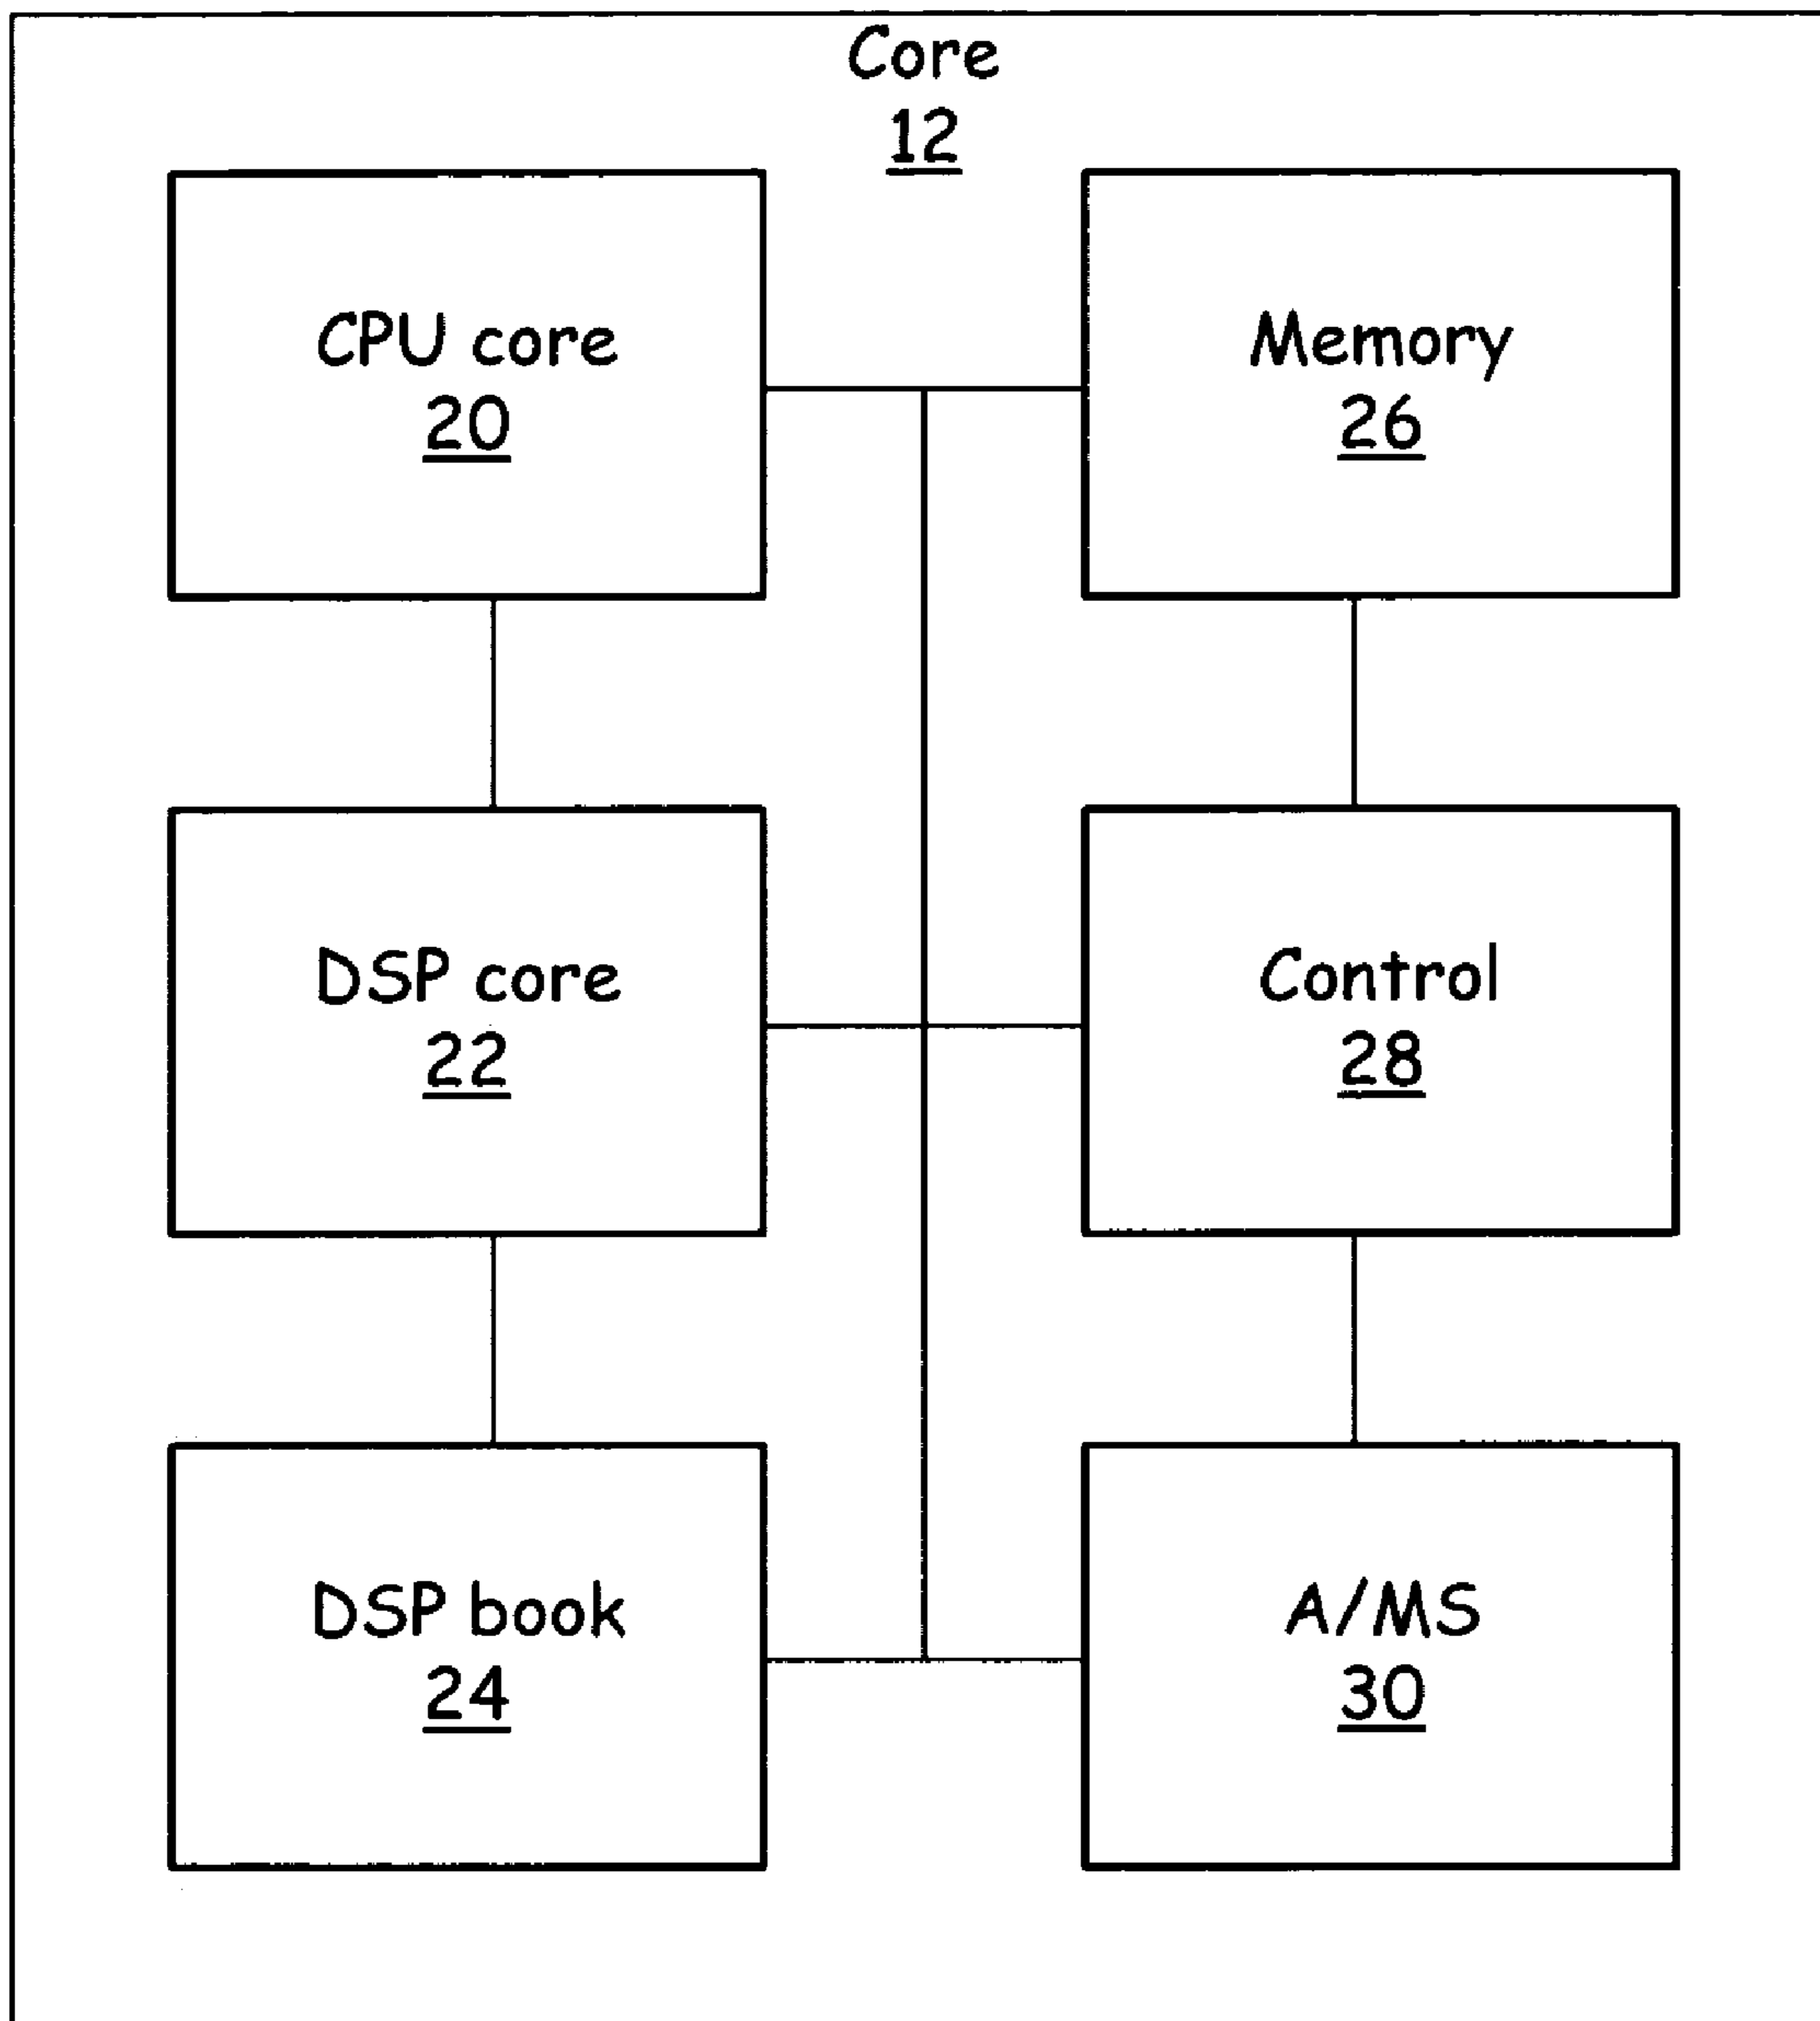 Core
12
CPU core
20
Memory
26
DSP core
22
Control
28
DSP book
24
A/MS
30